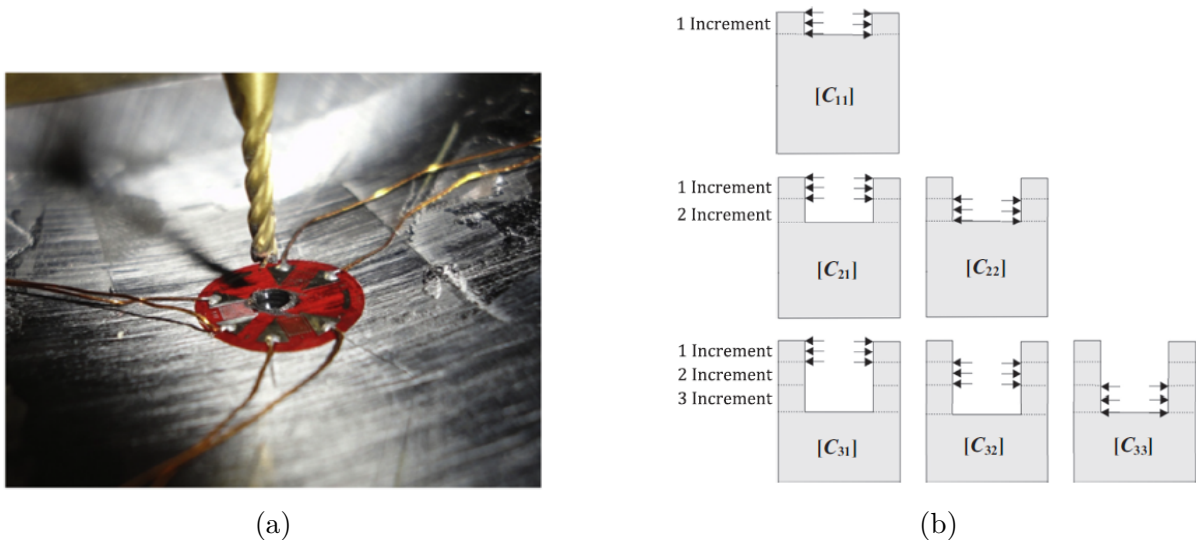 1 Increment
[C₁₁]
1 Increment
2 Increment
[C₂₁]
[C₂₂]
1 Increment
2 Increment
3 Increment
[C₃₁]
[C₃₂]
[C₃₃]
(a)
(b)